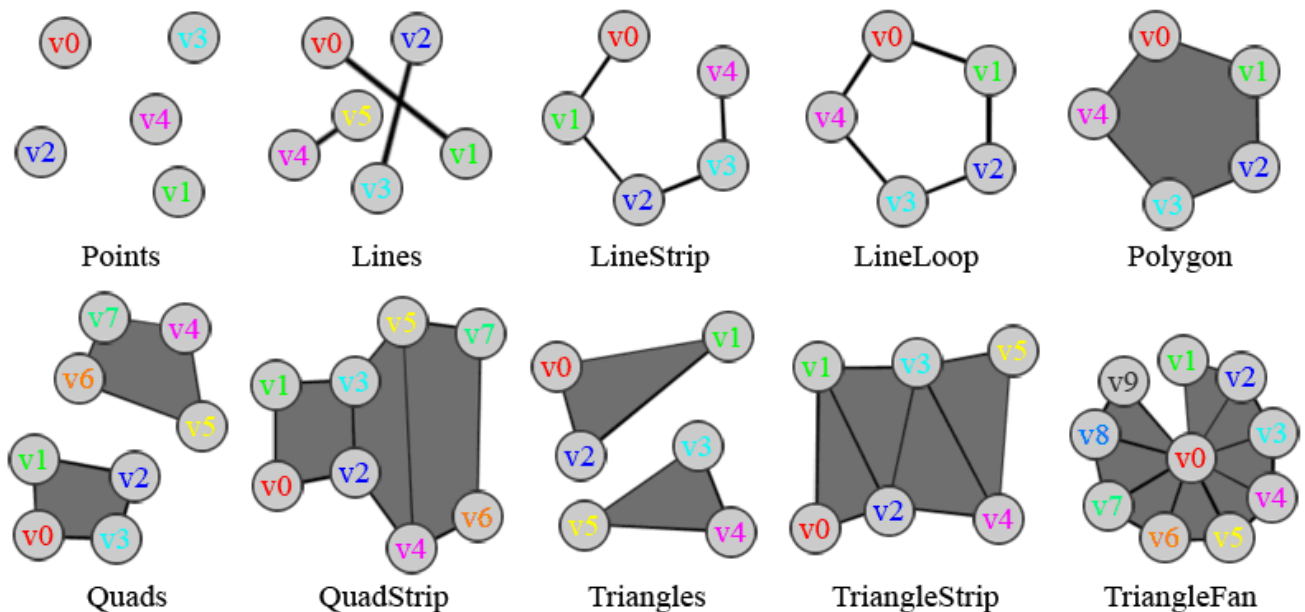 v0
v3
v4
v2
v1
Points
v0
v2
v5
v4
v1
v3
Lines
v0
v4
v1
v3
v2
LineStrip
v0
v1
v4
v2
v3
LineLoop
v0
v1
v4
v2
v3
Polygon
v7
v4
v6
v5
v1
v2
v0
v3
Quads
v5
v7
v1
v3
v2
v0
v6
v4
QuadStrip
v1
v0
v2
v3
v5
v4
Triangles
v1
v3
v5
v0
v2
v4
TriangleStrip
v1
v9
v2
v8
v3
v0
v7
v4
v6
v5
TriangleFan